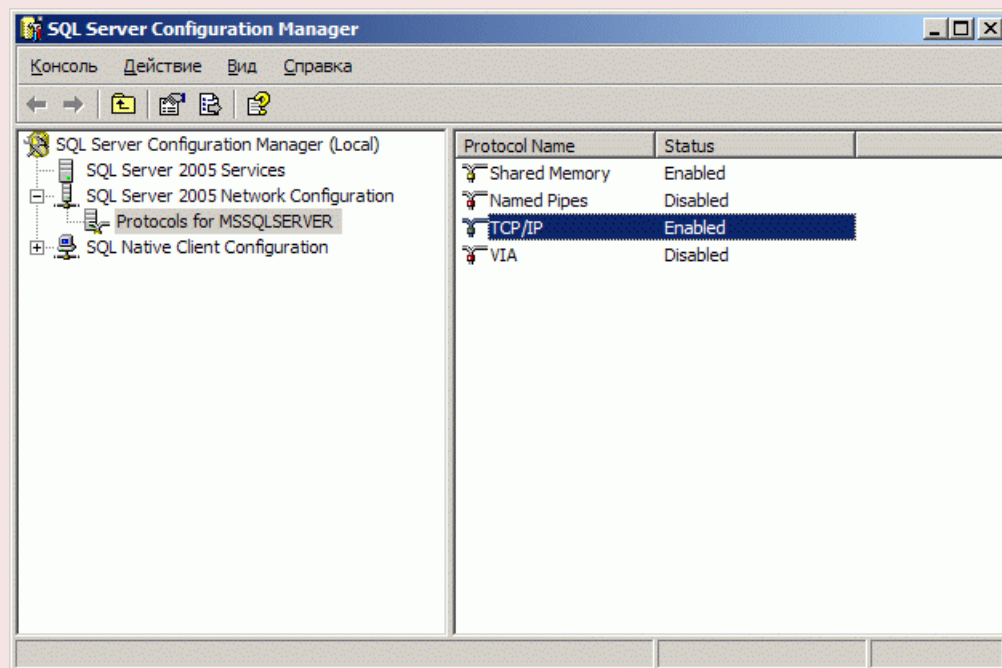 SQL Server Configuration Manager
Консоль Действие Вид Справка
SQL Server Configuration Manager (Local)
SQL Server 2005 Services
SQL Server 2005 Network Configuration
Protocols for MSSQLSERVER
SQL Native Client Configuration
Protocol Name Status
Shared Memory Enabled
Named Pipes Disabled
TCP/IP Enabled
VIA Disabled